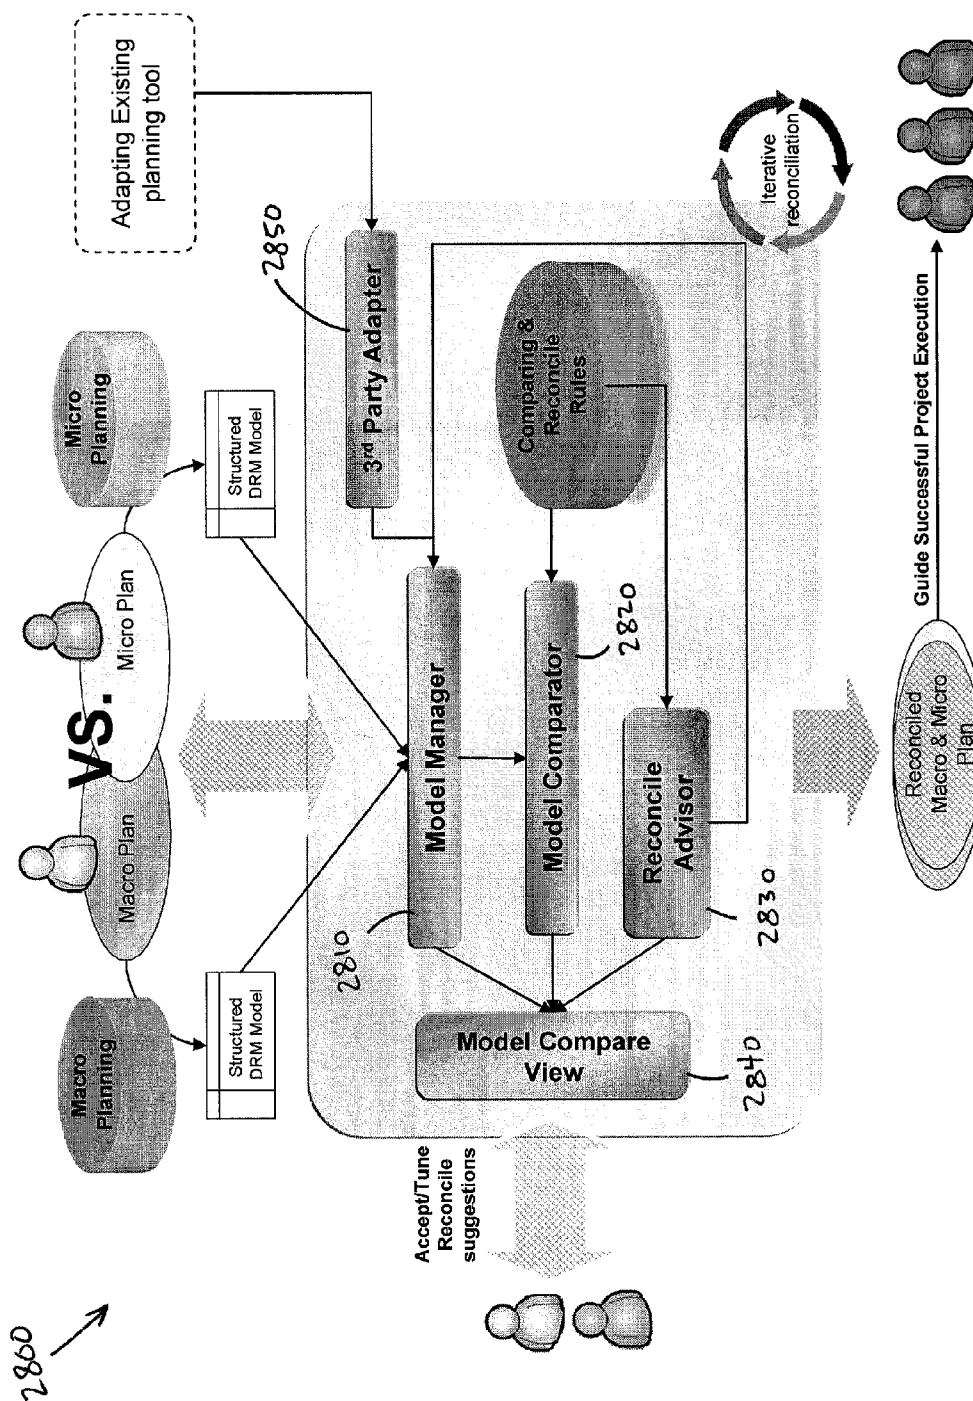 2800
Macro
Planning
Macro Plan
vs.
Micro Plan
Micro
Planning
Adapting Existing
planning tool
Structured
DRM Model
Structured
DRM Model
2850
3rd Party Adapter
2810
Model Manager
Model Comparator
2820
Comparing &
Reconcile
Rules
Reconcile
Advisor
2830
Model Compare
View
2840
Accept/Tune
Reconcile
suggestions
Iterative
reconciliation
Reconciled
Macro & Micro
Plan
Guide Successful Project Execution